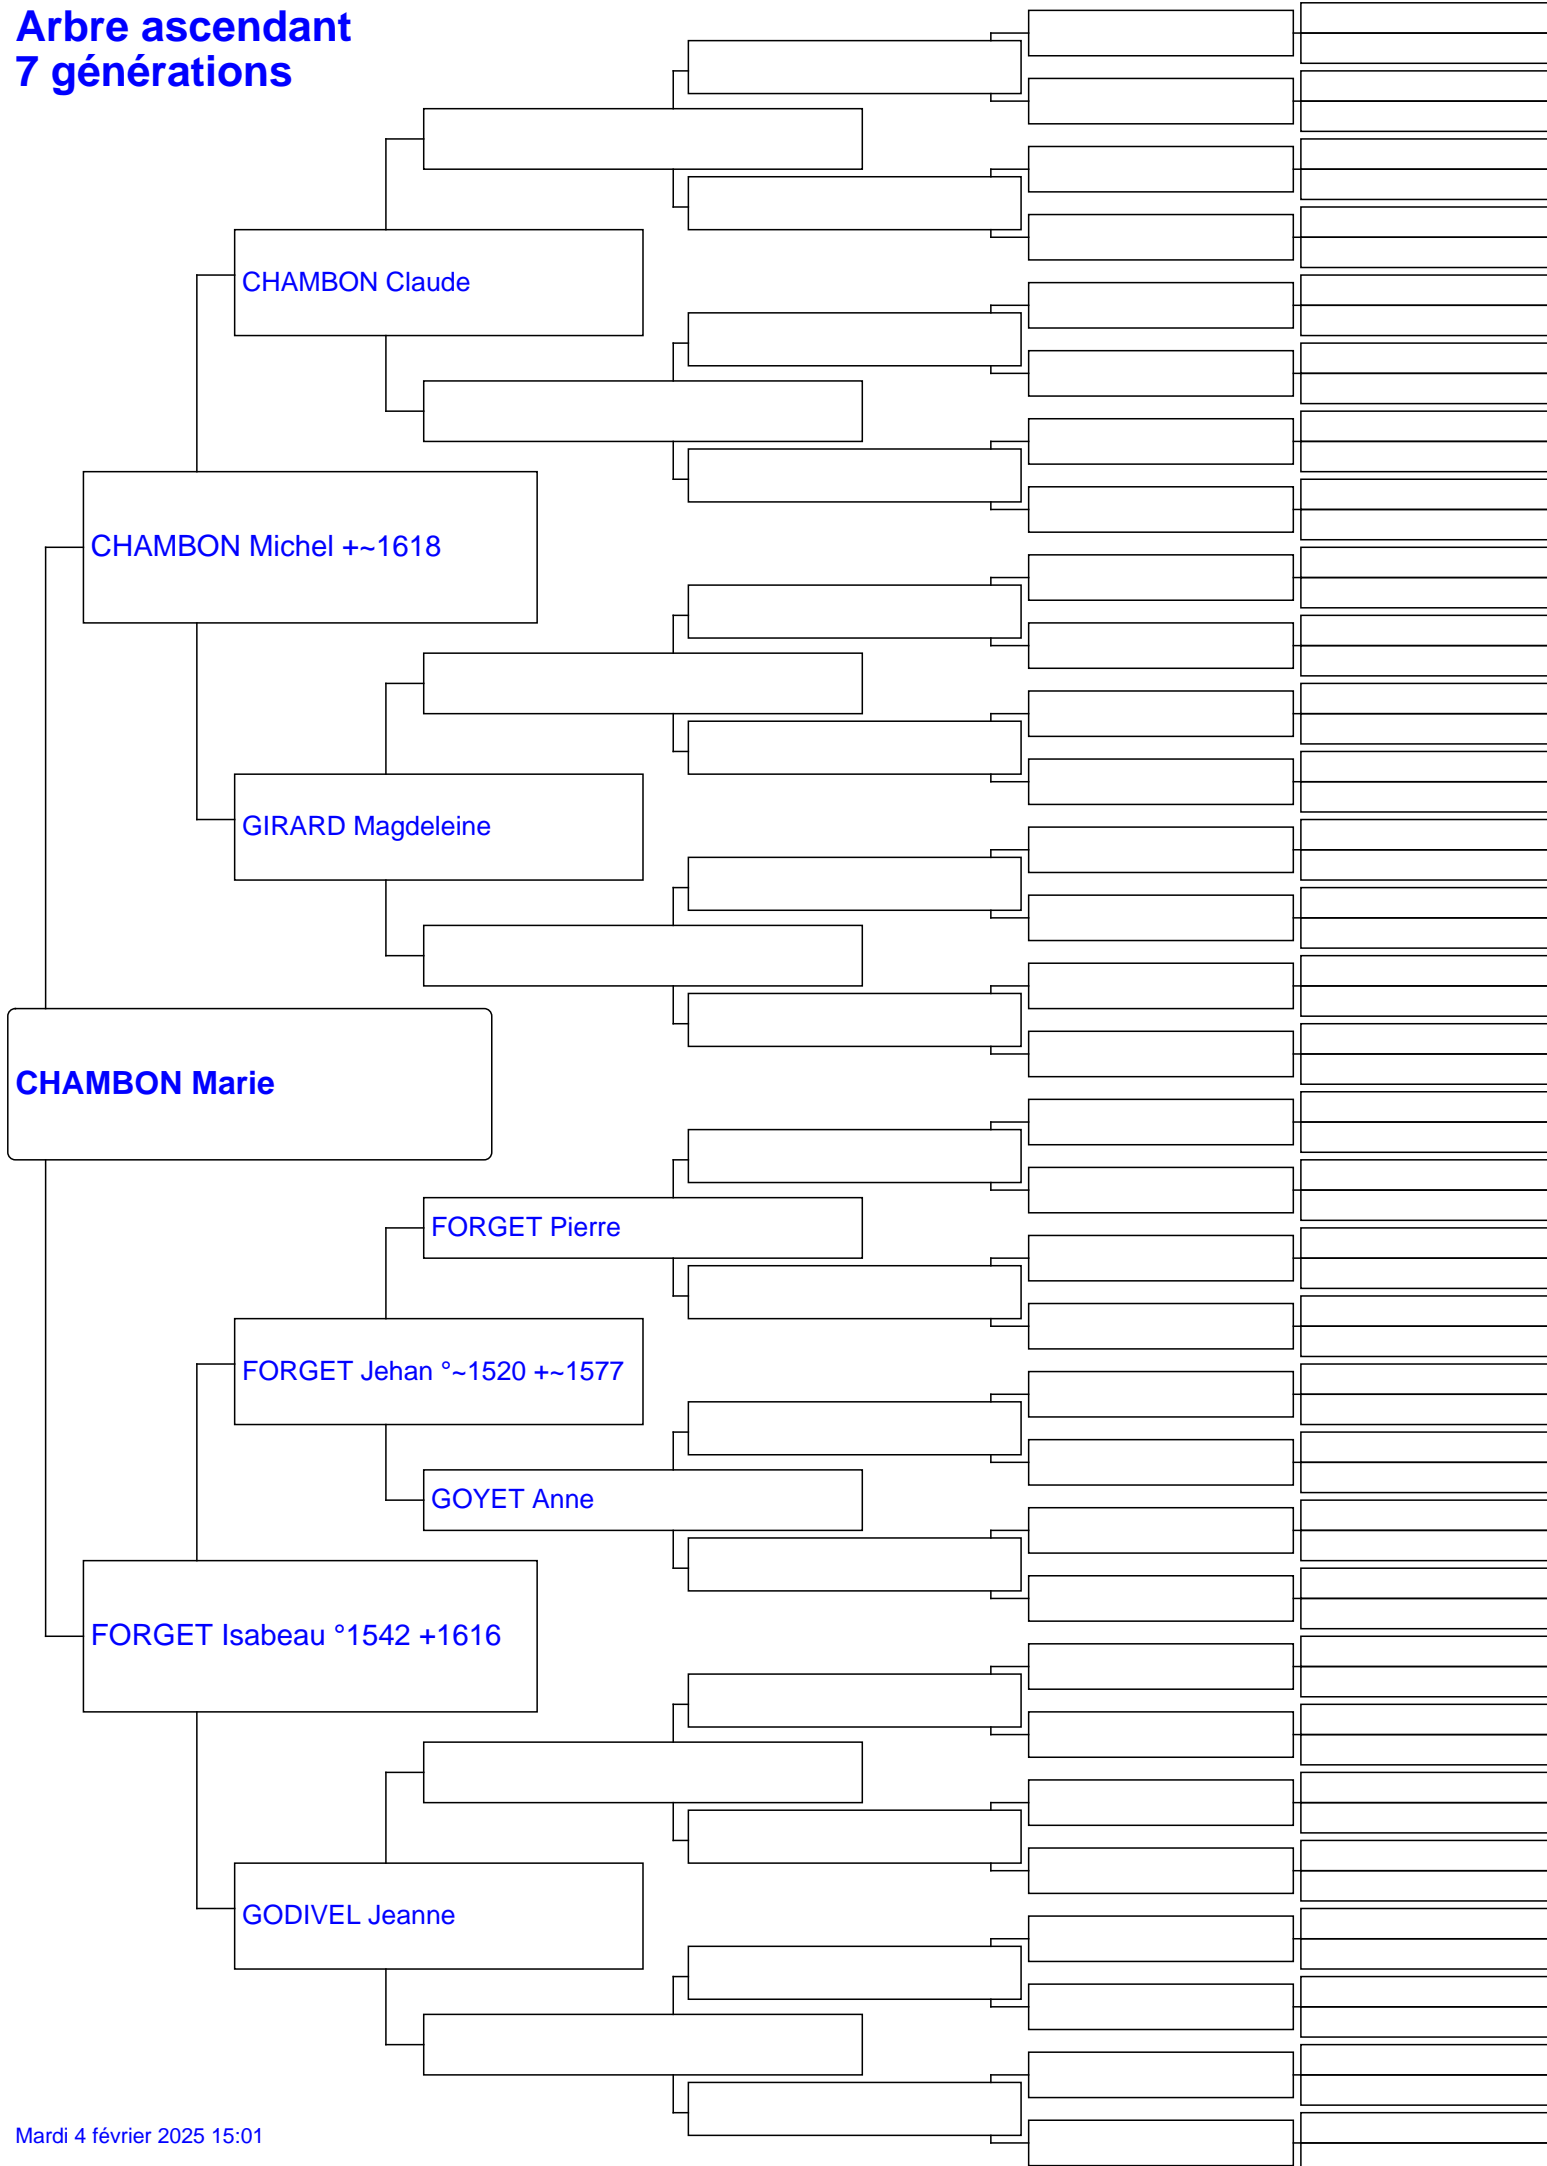 Arbre ascendant
7 générations
CHAMBON Claude
CHAMBON Michel +~1618
GIRARD Magdeleine
CHAMBON Marie
FORGET Pierre
FORGET Jehan °~1520 +~1577
GOYET Anne
FORGET Isabeau °1542 +1616
GODIVEL Jeanne
Mardi 4 février 2025 15:01